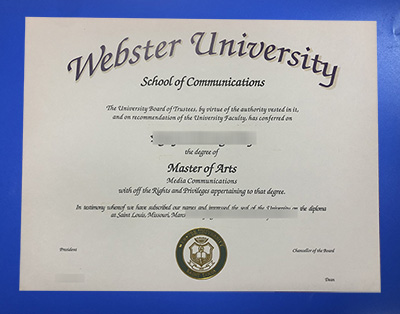 Webster University
School of Communications
The University Board of Trustees, by virtue of the authority vested in it,
and on recommendation of the University Faculty, has conferred on
the degree of
Master of Arts
Media Communications
with off the Rights and Privileges appertaining to that degree.
In testimony whereof we have subscribed our names and impressed the seal of the University on the diploma
at Saint Louis, Missouri,
President
Chancellor of the Board
Dean